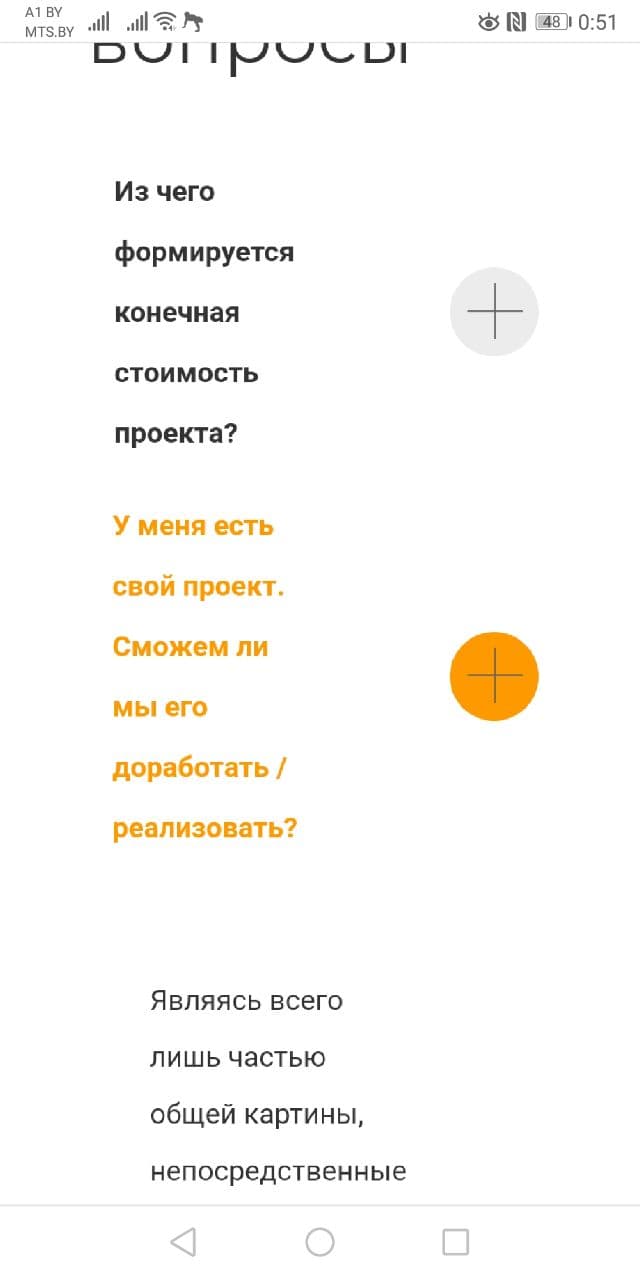 A1 BY
MTS.BY
48
0:51
вопросы
Из чего
формируется
конечная
стоимость
проекта?
У меня есть
свой проект.
Сможем ли
мы его
доработать /
реализовать?
Являясь всего
лишь частью
общей картины,
непосредственные